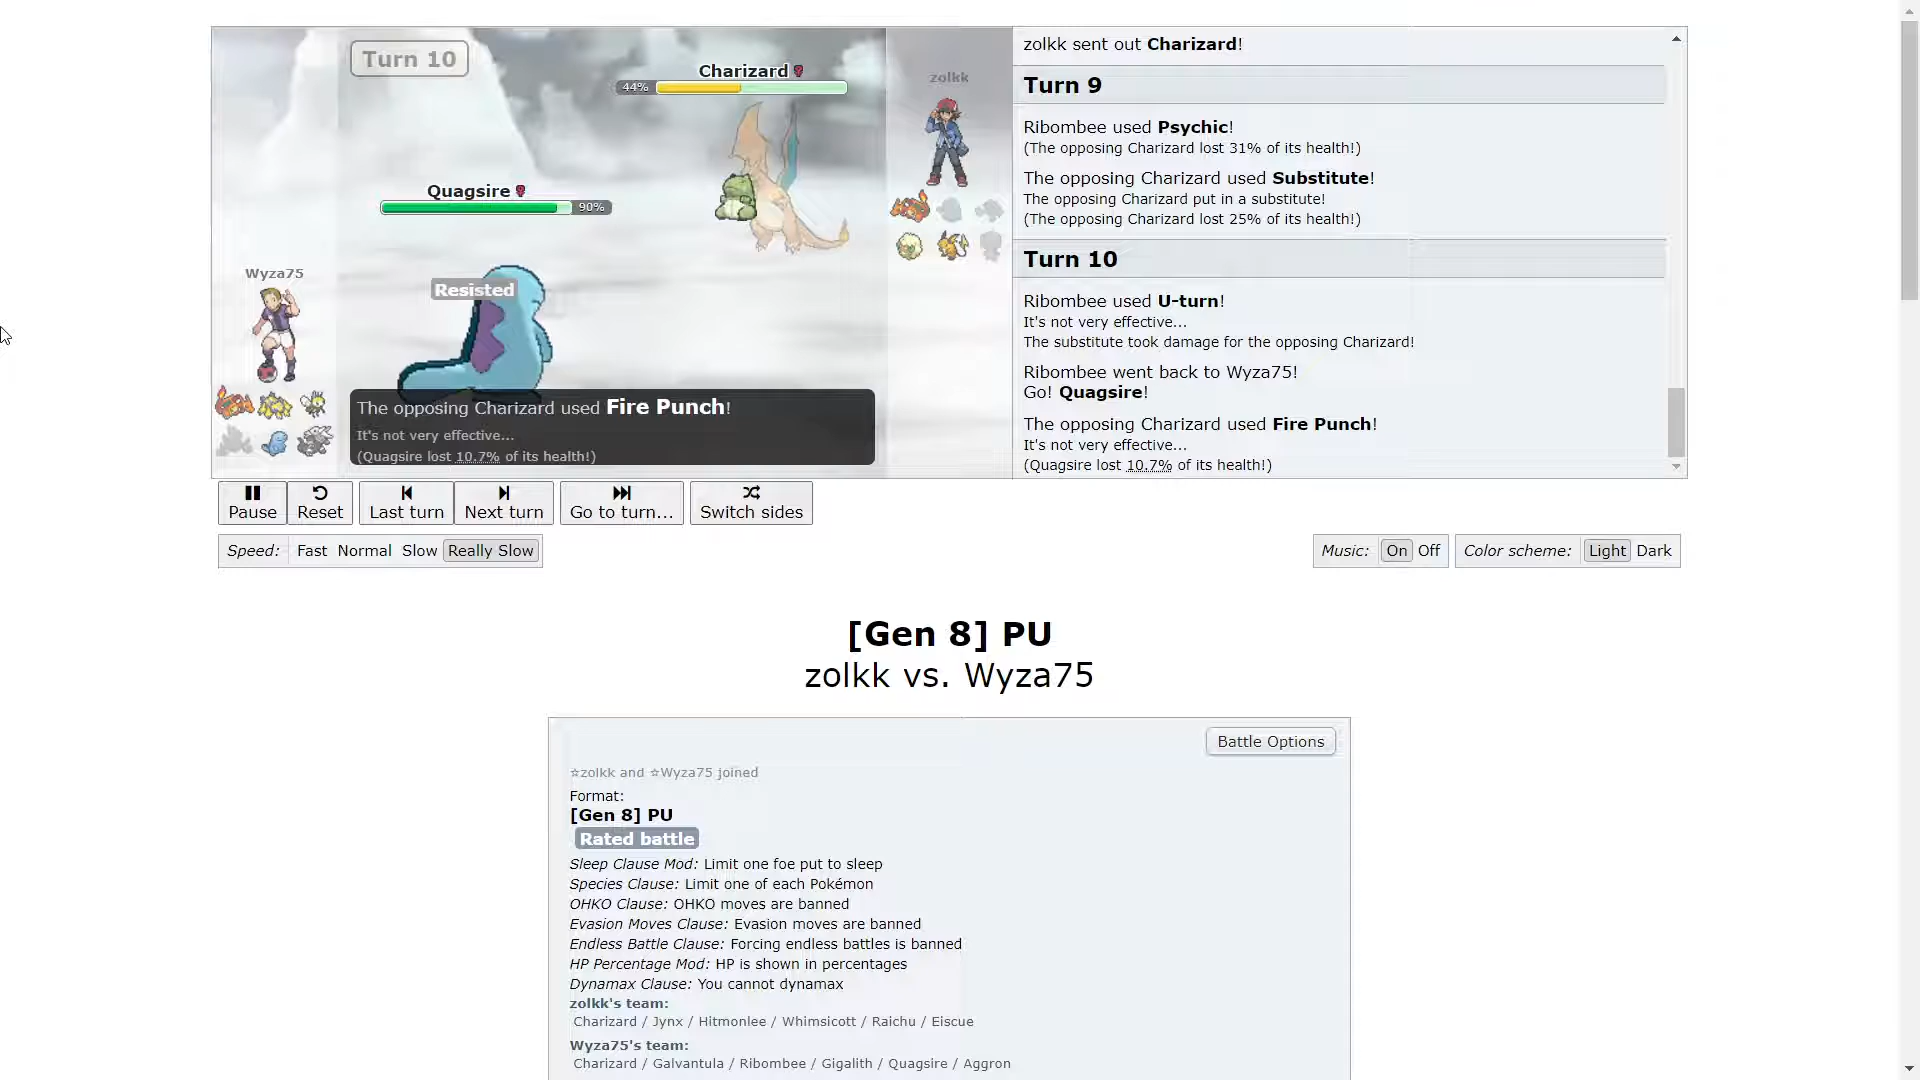 Turn 10
Charizard
44%
Quagsire
90%
Resisted
The opposing Charizard used Fire Punch!
It's not very effective...
(Quagsire lost 10.7% of its health!)
Wyza75
zolkk
zolkk sent out Charizard!
Turn 9
Ribombee used Psychic!
(The opposing Charizard lost 31% of its health!)
The opposing Charizard used Substitute!
The opposing Charizard put in a substitute!
(The opposing Charizard lost 25% of its health!)
Turn 10
Ribombee used U-turn!
It's not very effective...
The substitute took damage for the opposing Charizard!
Ribombee went back to Wyza75!
Go! Quagsire!
The opposing Charizard used Fire Punch!
It's not very effective...
(Quagsire lost 10.7% of its health!)
Pause Reset Last turn Next turn Go to turn... Switch sides
Speed: Fast Normal Slow Really Slow
Music: On Off Color scheme: Light Dark
[Gen 8] PU
zolkk vs. Wyza75
Battle Options
☆zolkk and ☆Wyza75 joined
Format:
[Gen 8] PU
Rated battle
Sleep Clause Mod: Limit one foe put to sleep
Species Clause: Limit one of each Pokémon
OHKO Clause: OHKO moves are banned
Evasion Moves Clause: Evasion moves are banned
Endless Battle Clause: Forcing endless battles is banned
HP Percentage Mod: HP is shown in percentages
Dynamax Clause: You cannot dynamax
zolkk's team:
Charizard / Jynx / Hitmonlee / Whimsicott / Raichu / Eiscue
Wyza75's team:
Charizard / Galvantula / Ribombee / Gigalith / Quagsire / Aggron